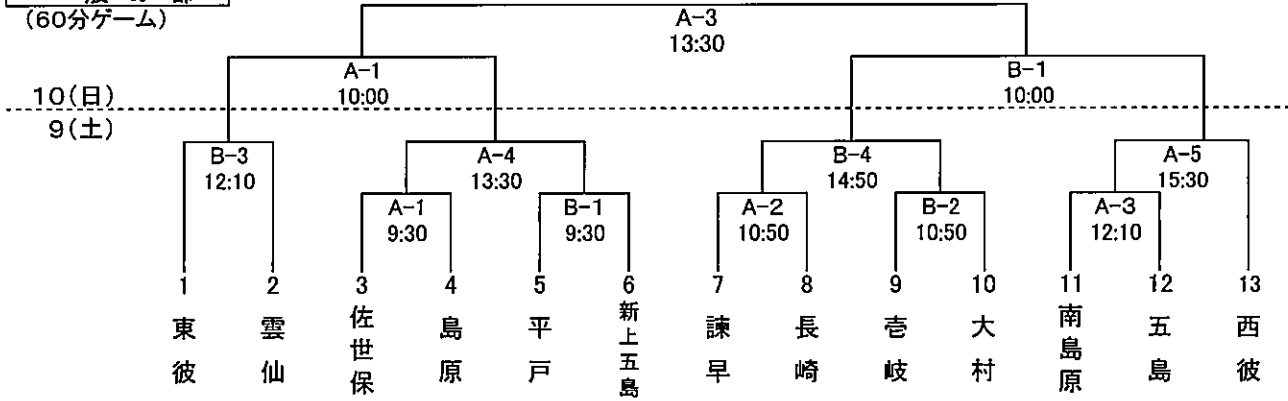 (60分ゲーム)
A-3
13:30
A-1
10:00
B-1
10:00
10(日)
9(土)
B-3
12:10
A-4
13:30
B-4
14:50
A-5
15:30
A-1
9:30
B-1
9:30
A-2
10:50
B-2
10:50
A-3
12:10
1 2 3 4 5 6 7 8 9 10 11 12 13
東彼
雲仙
佐世保
島原
平戸
新上五島
諫早
長崎
壱岐
大村
南島原
五島
西彼